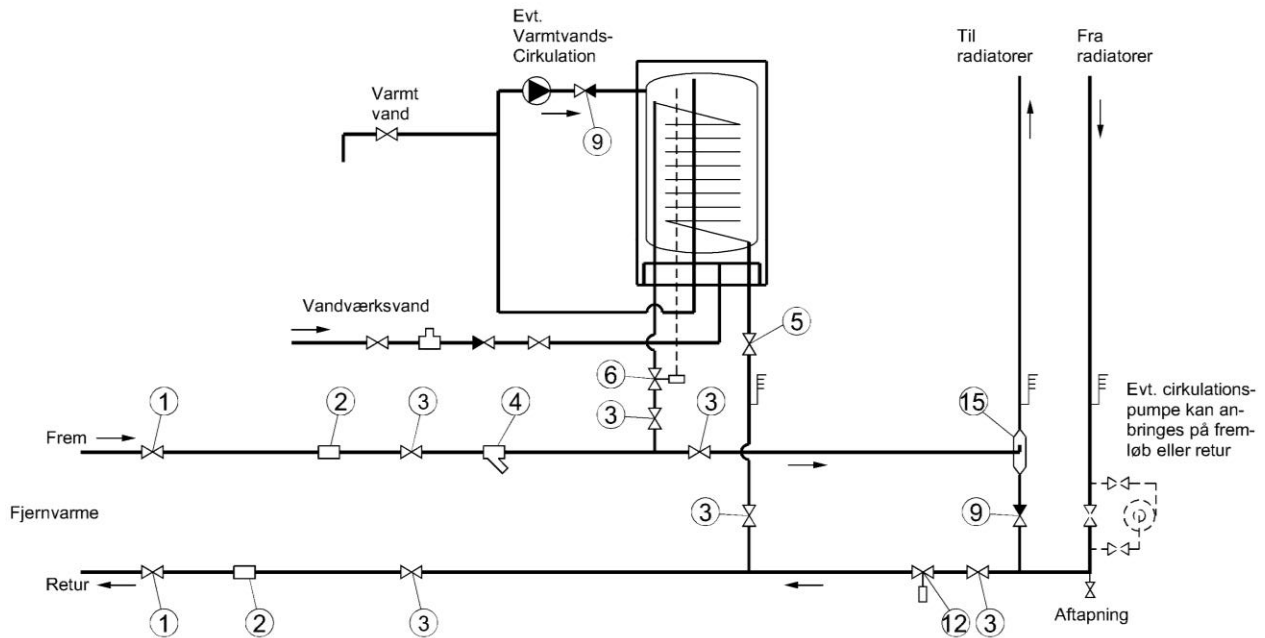 Evt.
Varmtvands-
Cirkulation
Til
radiatorer
Fra
radiatorer
Varmt
vand
9
Vandværksvand
5
6
3
1
2
3
4
3
15
Evt. cirkulations-
pumpe kan an-
bringes på frem-
løb eller retur
Frem
Fjernvarme
3
9
Retur
1
2
3
12
3
Aftapning